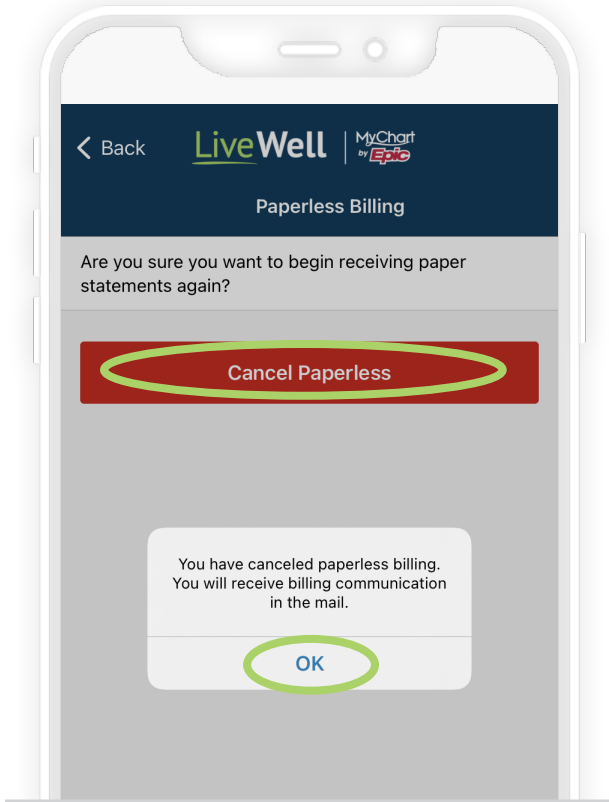 Back
LiveWell | MyChart
by Epic
Paperless Billing
Are you sure you want to begin receiving paper
statements again?
Cancel Paperless
You have canceled paperless billing.
You will receive billing communication
in the mail.
OK